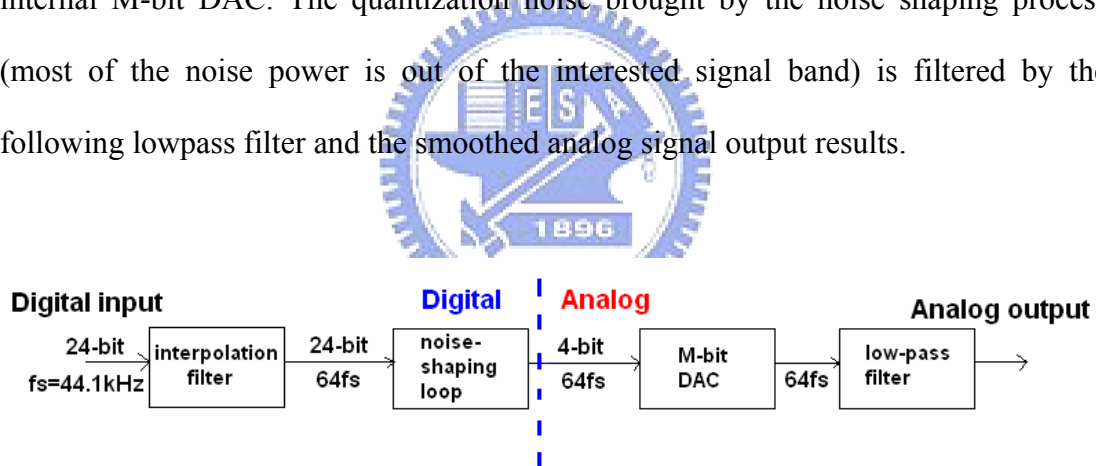 internal M-bit DAC. The quantization noise brought by the noise shaping proces
(most of the noise power is out of the interested signal band) is filtered by the
following lowpass filter and the smoothed analog signal output results.
ES A
1896
Digital input
Digital
Analog
Analog output
24-bit
fs=44.1kHz
interpolation
filter
24-bit
64fs
noise-
shaping
loop
4-bit
64fs
M-bit
DAC
64fs
low-pass
filter